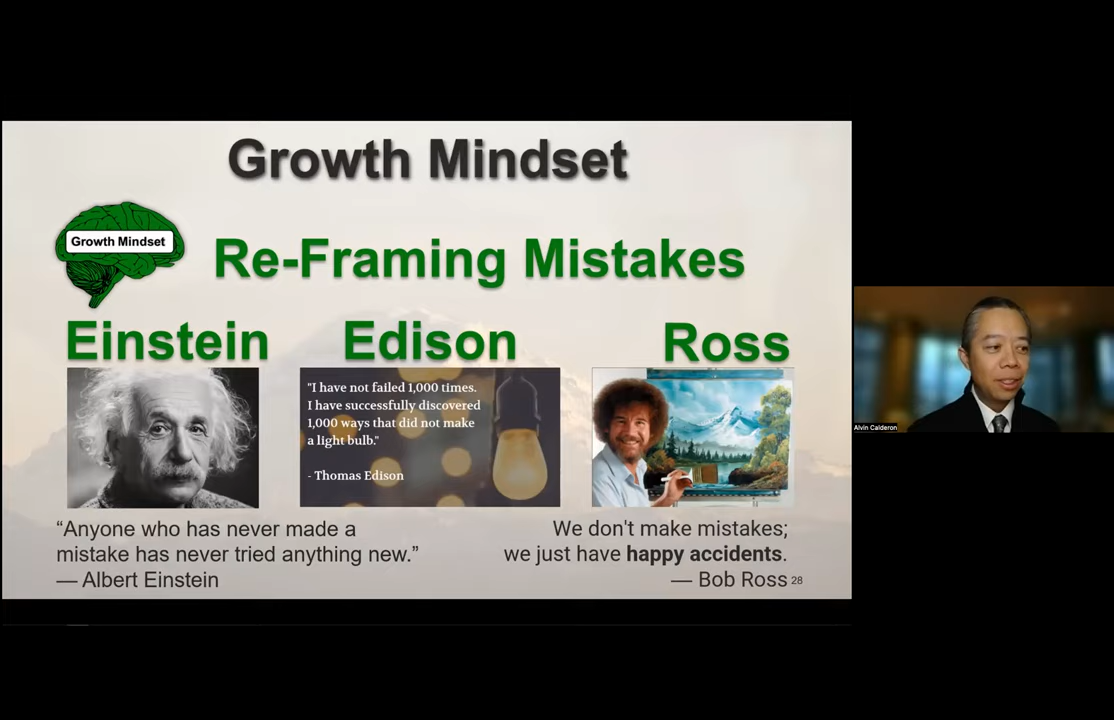 Growth Mindset
Growth Mindset
Re-Framing Mistakes
Einstein
Edison
Ross
"I have not failed 1,000 times.
I have successfully discovered
1,000 ways that did not make
a light bulb."
- Thomas Edison
“Anyone who has never made a
mistake has never tried anything new.”
— Albert Einstein
We don't make mistakes;
we just have happy accidents.
— Bob Ross
28
Alvin Calderon